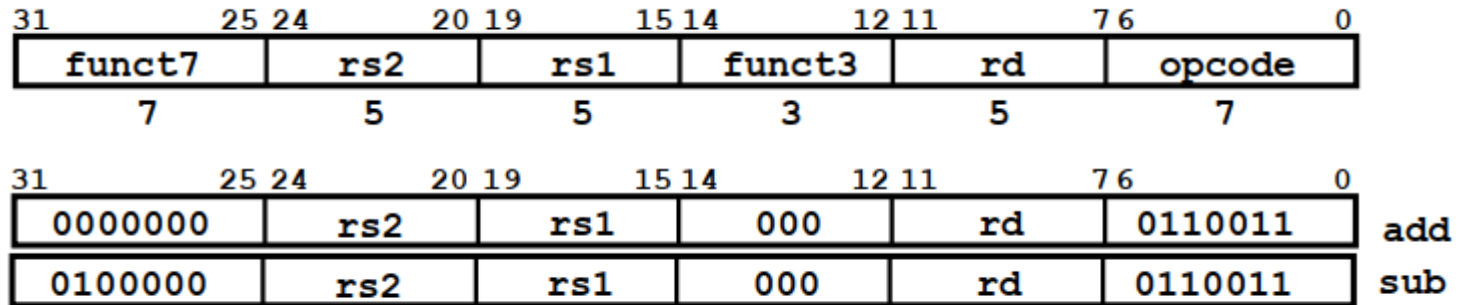 31 25 24 20 19 15 14 12 11 7 6 0
funct7 rs2 rs1 funct3 rd opcode
7 5 5 3 5 7
31 25 24 20 19 15 14 12 11 7 6 0
0000000 rs2 rs1 000 rd 0110011 add
0100000 rs2 rs1 000 rd 0110011 sub